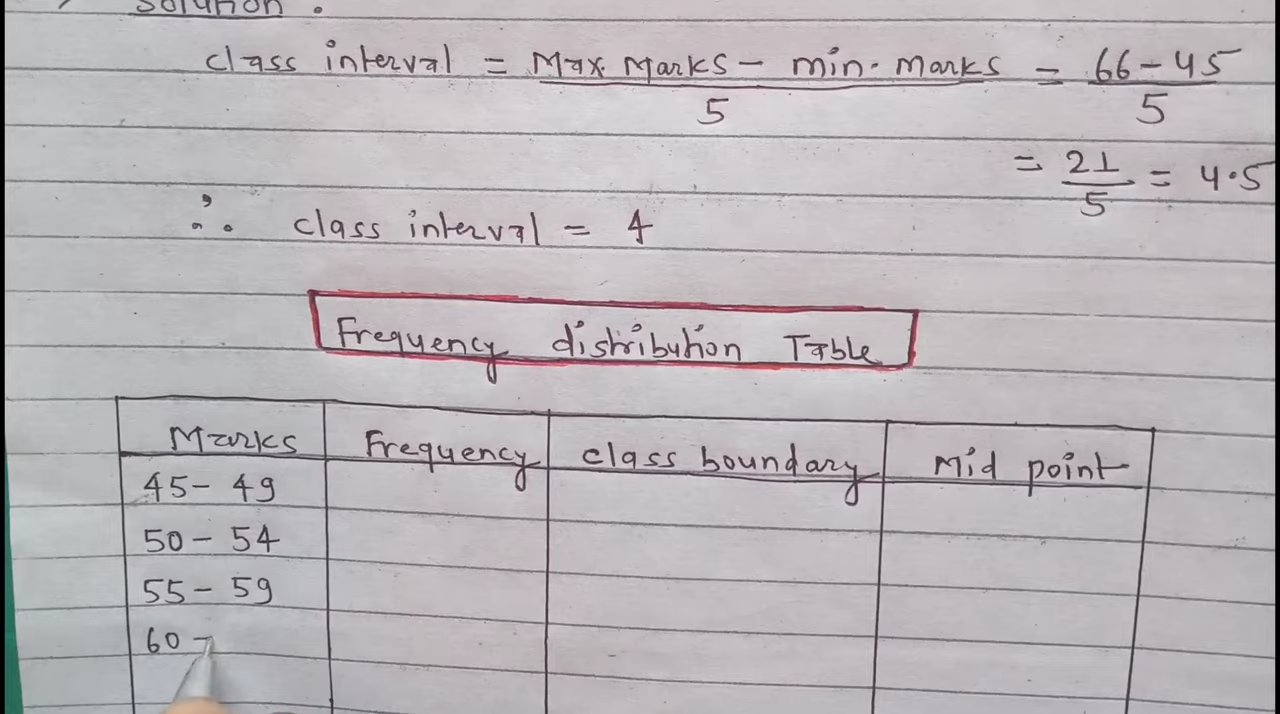 Solution .
class interval = Max. Marks - min. marks / 5 = 66 - 45 / 5
= 21 / 5 = 4.5
∴ class interval = 4
Frequency distribution Table
Marks Frequency class boundary Mid point
45 - 49
50 - 54
55 - 59
60 -